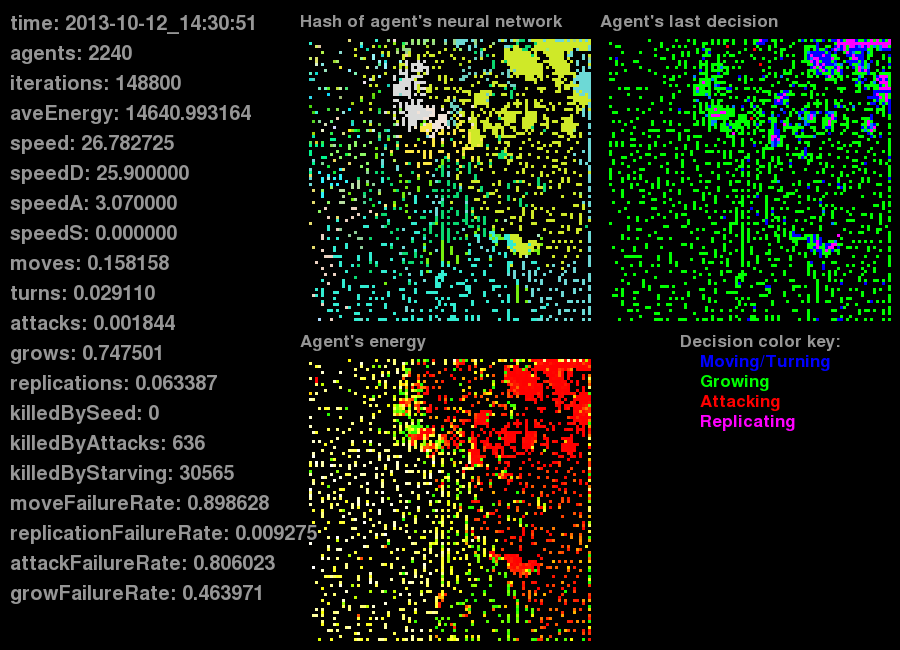 time: 2013-10-12_14:30:51
agents: 2240
iterations: 148800
aveEnergy: 14640.993164
speed: 26.782725
speedD: 25.900000
speedA: 3.070000
speedS: 0.000000
moves: 0.158158
turns: 0.029110
attacks: 0.001844
grows: 0.747501
replications: 0.063387
killedBySeed: 0
killedByAttacks: 636
killedByStarving: 30565
moveFailureRate: 0.898628
replicationFailureRate: 0.009275
attackFailureRate: 0.806023
growFailureRate: 0.463971
Hash of agent's neural network
Agent's last decision
Agent's energy
Decision color key:
Moving/Turning
Growing
Attacking
Replicating